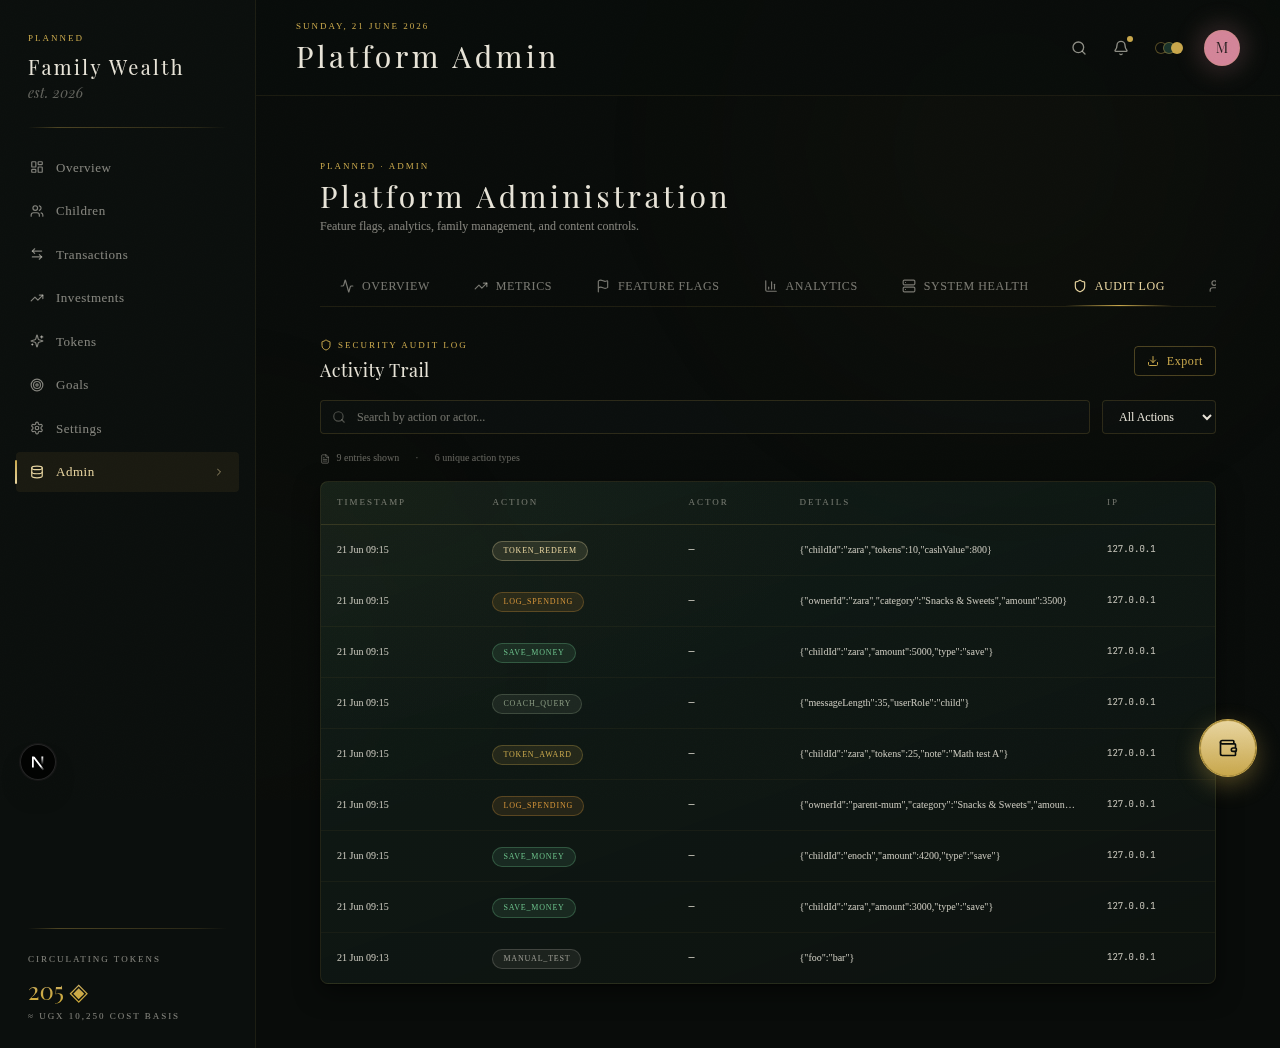 PLANNED
Family Wealth
est. 2026
Overview
Children
Transactions
Investments
Tokens
Goals
Settings
Admin
N
CIRCULATING TOKENS
205 ◈
≈ UGX 10,250 COST BASIS
SUNDAY, 21 JUNE 2026
Platform Admin
M
PLANNED · ADMIN
Platform Administration
Feature flags, analytics, family management, and content controls.
OVERVIEW METRICS FEATURE FLAGS ANALYTICS SYSTEM HEALTH AUDIT LOG
SECURITY AUDIT LOG
Activity Trail
Export
Search by action or actor...
All Actions
9 entries shown · 6 unique action types
TIMESTAMP ACTION ACTOR DETAILS IP
21 Jun 09:15 TOKEN_REDEEM — {"childId":"zara","tokens":10,"cashValue":800} 127.0.0.1
21 Jun 09:15 LOG_SPENDING — {"ownerId":"zara","category":"Snacks & Sweets","amount":3500} 127.0.0.1
21 Jun 09:15 SAVE_MONEY — {"childId":"zara","amount":5000,"type":"save"} 127.0.0.1
21 Jun 09:15 COACH_QUERY — {"messageLength":35,"userRole":"child"} 127.0.0.1
21 Jun 09:15 TOKEN_AWARD — {"childId":"zara","tokens":25,"note":"Math test A"} 127.0.0.1
21 Jun 09:15 LOG_SPENDING — {"ownerId":"parent-mum","category":"Snacks & Sweets","amoun… 127.0.0.1
21 Jun 09:15 SAVE_MONEY — {"childId":"enoch","amount":4200,"type":"save"} 127.0.0.1
21 Jun 09:15 SAVE_MONEY — {"childId":"zara","amount":3000,"type":"save"} 127.0.0.1
21 Jun 09:13 MANUAL_TEST — {"foo":"bar"} 127.0.0.1